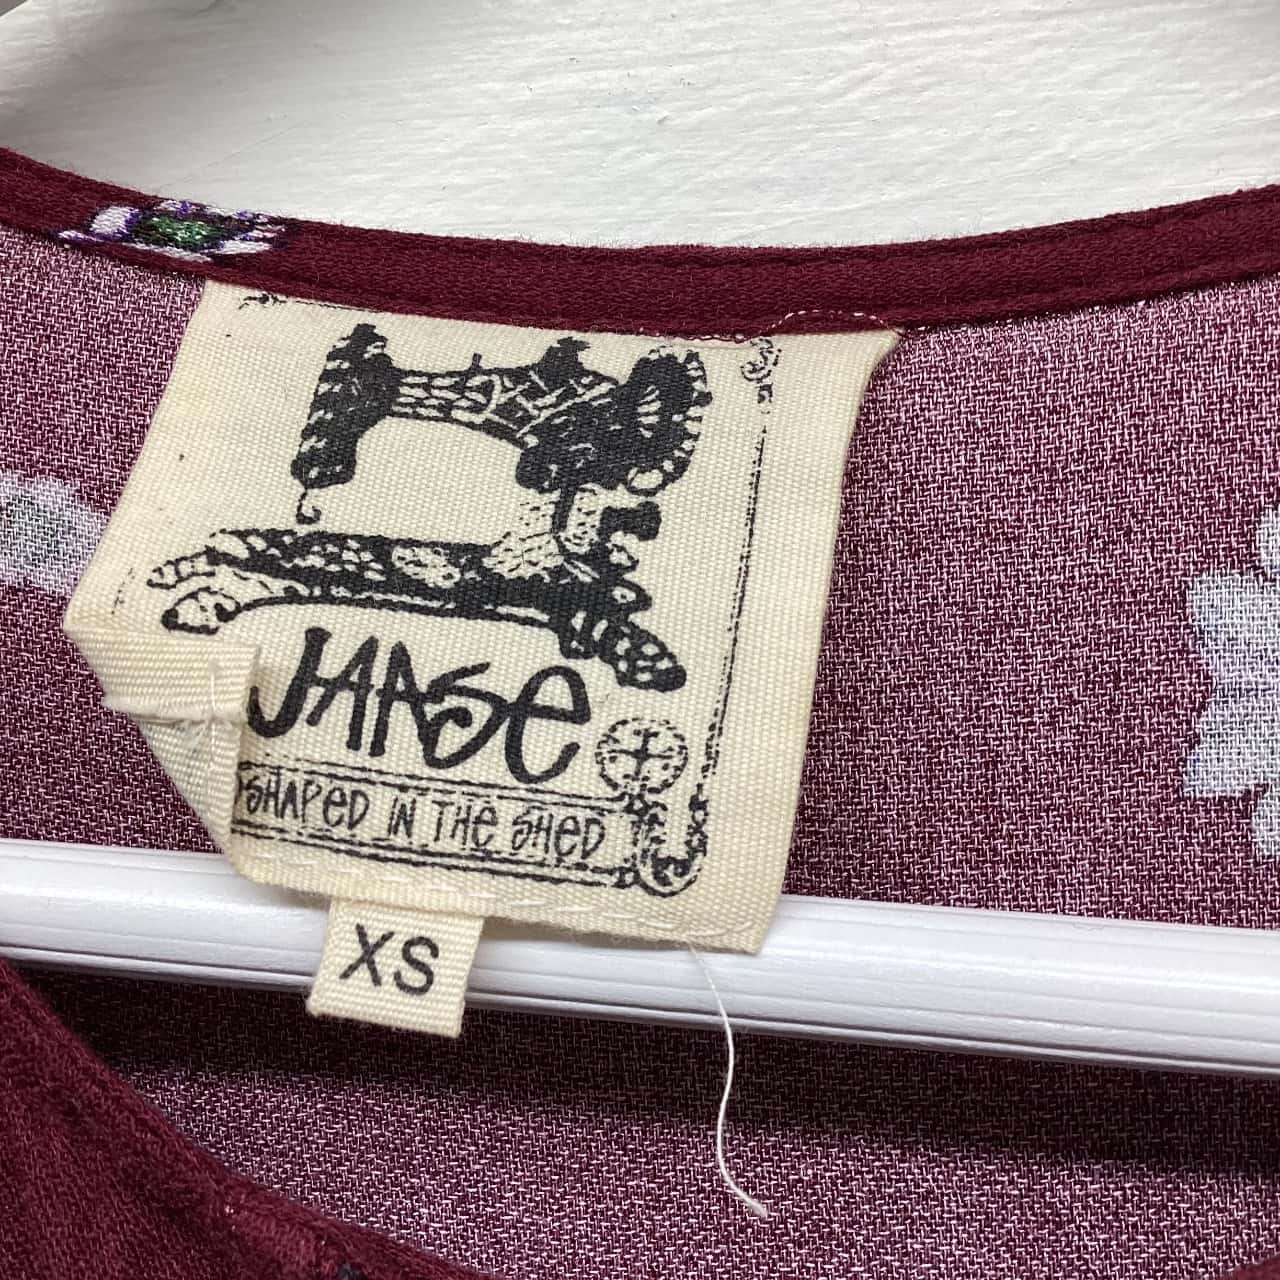 JAASE
SHAPED IN THE SHED
XS